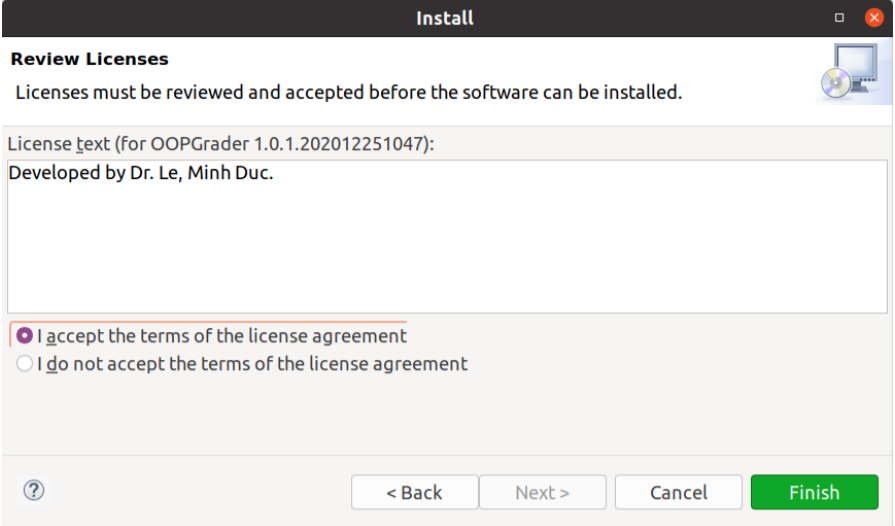 Install
Review Licenses
Licenses must be reviewed and accepted before the software can be installed.
License text (for OOPGrader 1.0.1.202012251047):
Developed by Dr. Le, Minh Duc.
I accept the terms of the license agreement
I do not accept the terms of the license agreement
? < Back Next > Cancel Finish